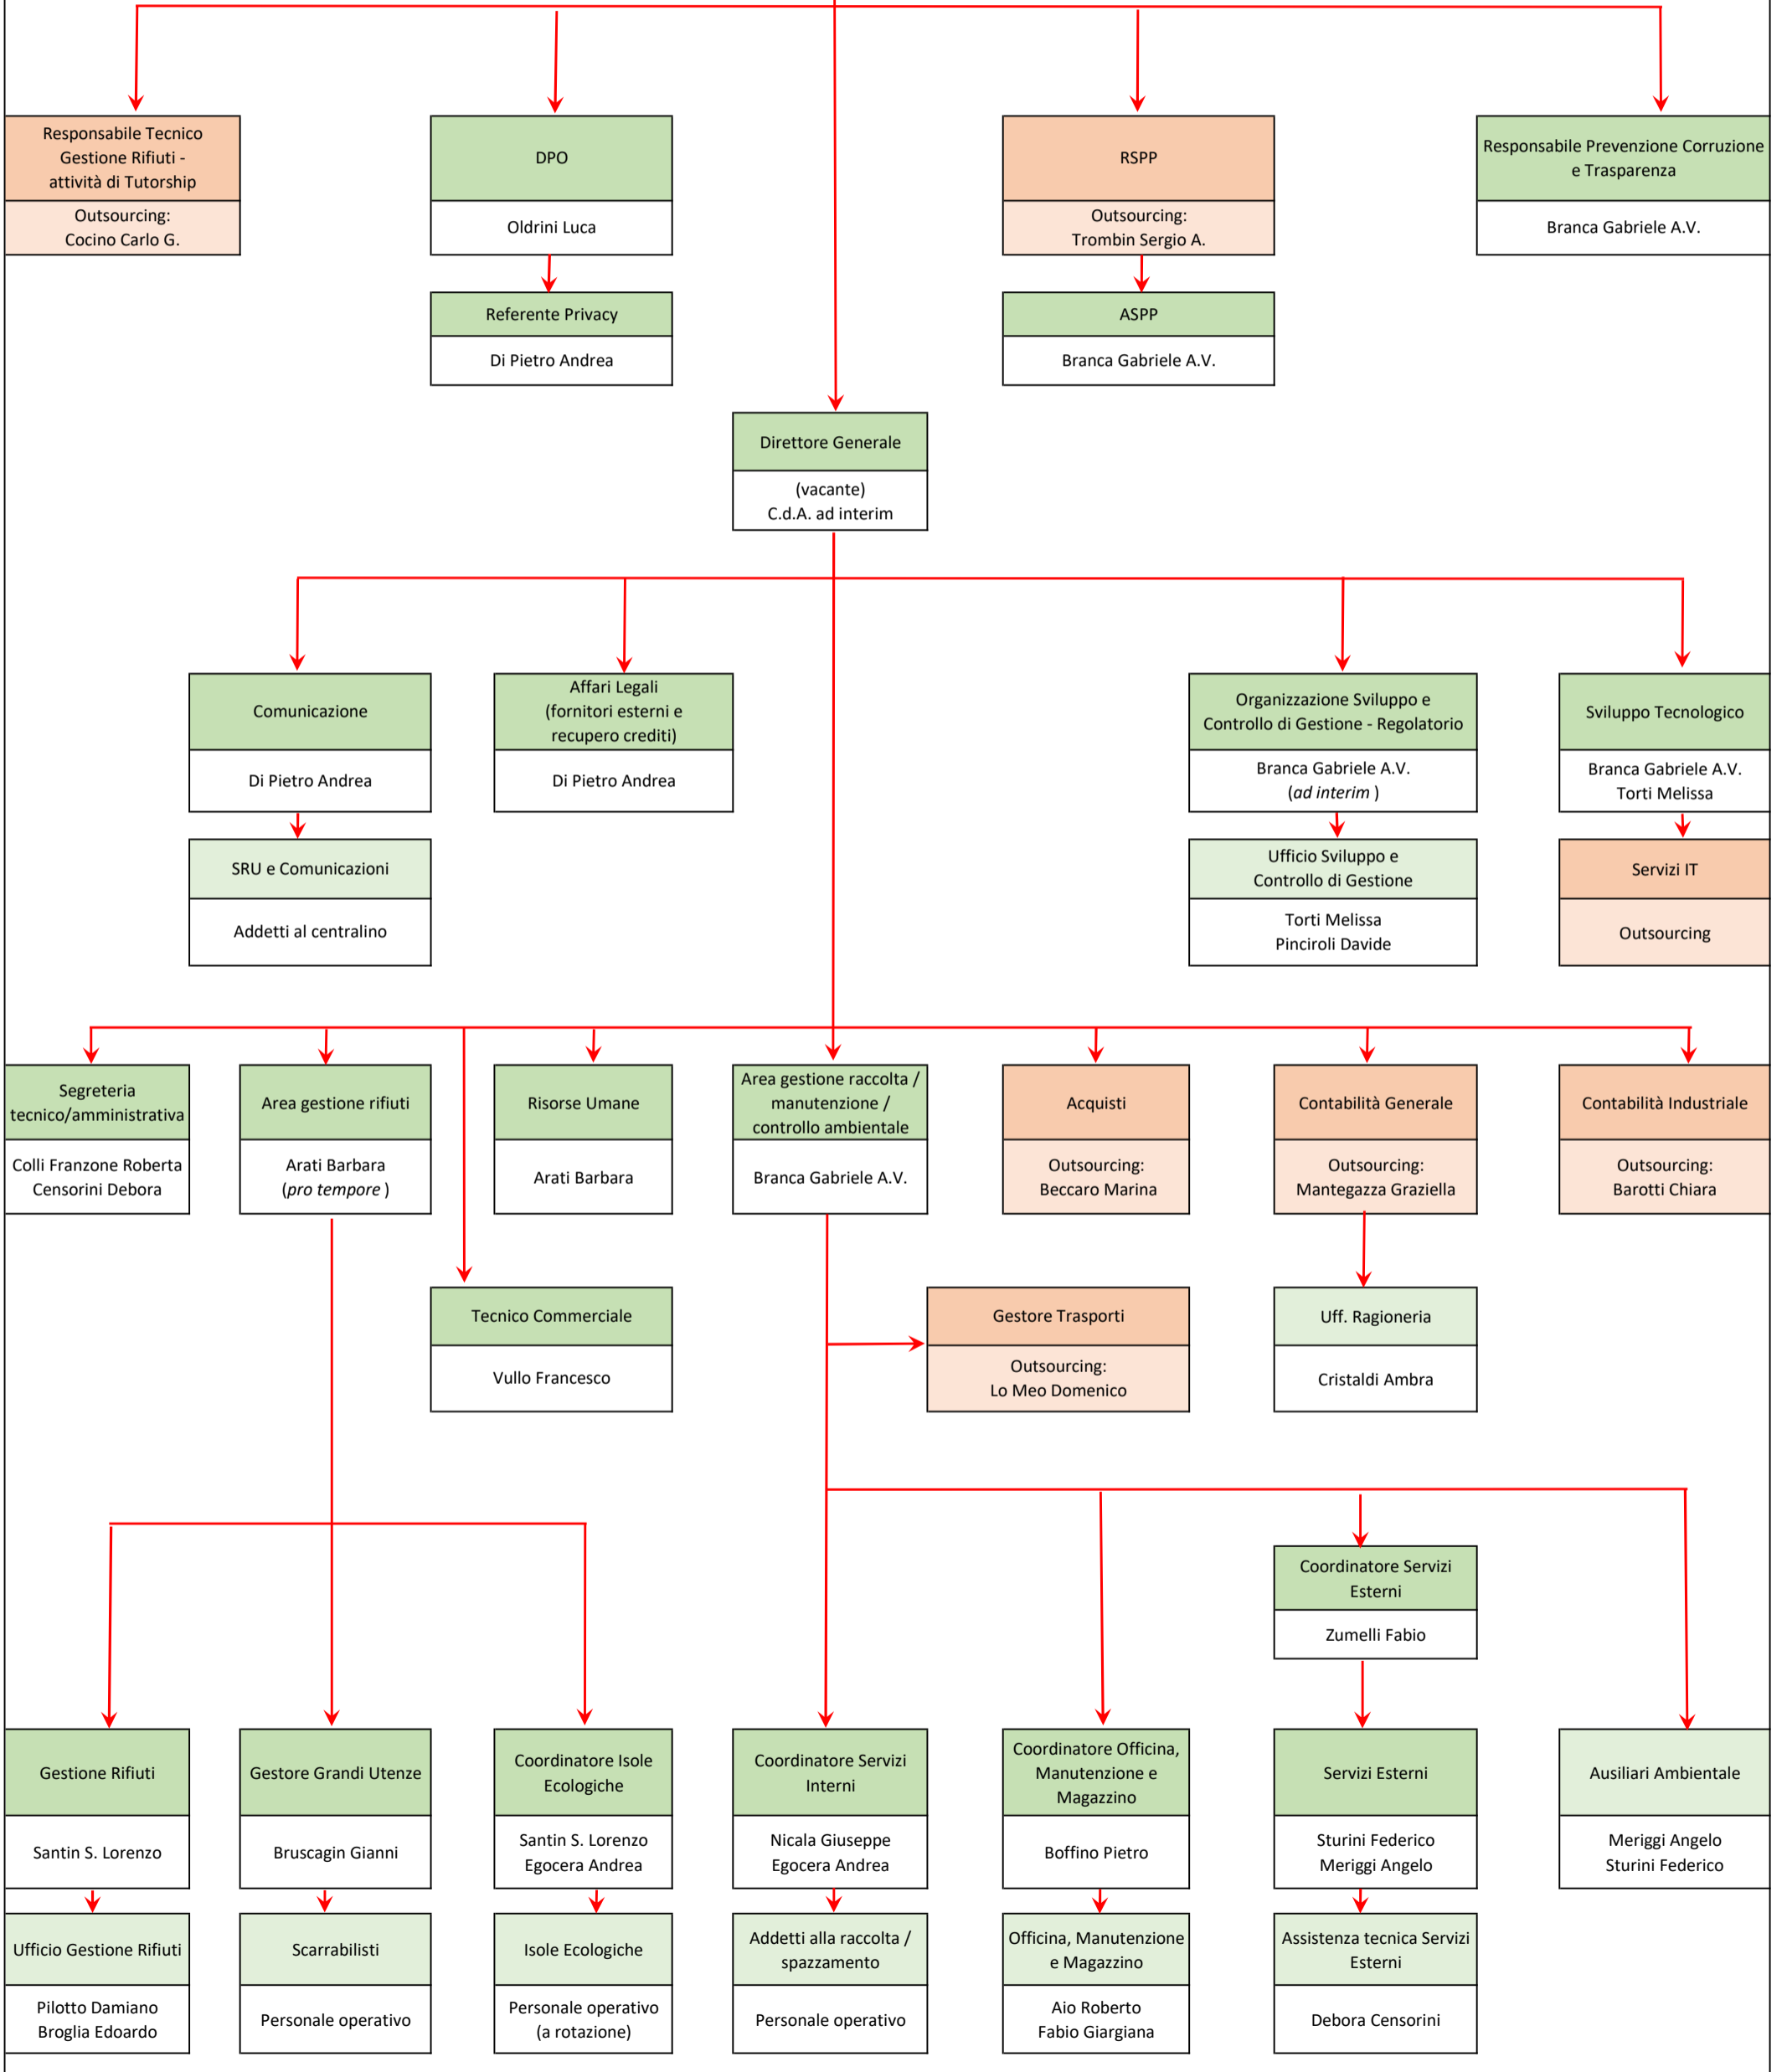 Responsabile Tecnico
Gestione Rifiuti -
attività di Tutorship
Outsourcing:
Cocino Carlo G.
DPO
Oldrini Luca
RSPP
Outsourcing:
Trombin Sergio A.
Responsabile Prevenzione Corruzione
e Trasparenza
Branca Gabriele A.V.
Referente Privacy
Di Pietro Andrea
ASPP
Branca Gabriele A.V.
Direttore Generale
(vacante)
C.d.A. ad interim
Comunicazione
Di Pietro Andrea
Affari Legali
(fornitori esterni e
recupero crediti)
Di Pietro Andrea
Organizzazione Sviluppo e
Controllo di Gestione - Regolatorio
Branca Gabriele A.V.
(ad interim )
Sviluppo Tecnologico
Branca Gabriele A.V.
Torti Melissa
SRU e Comunicazioni
Addetti al centralino
Ufficio Sviluppo e
Controllo di Gestione
Torti Melissa
Pinciroli Davide
Servizi IT
Outsourcing
Segreteria
tecnico/amministrativa
Colli Franzone Roberta
Censorini Debora
Area gestione rifiuti
Arati Barbara
(pro tempore )
Risorse Umane
Arati Barbara
Area gestione raccolta /
manutenzione /
controllo ambientale
Branca Gabriele A.V.
Acquisti
Outsourcing:
Beccaro Marina
Contabilità Generale
Outsourcing:
Mantegazza Graziella
Contabilità Industriale
Outsourcing:
Barotti Chiara
Tecnico Commerciale
Vullo Francesco
Gestore Trasporti
Outsourcing:
Lo Meo Domenico
Uff. Ragioneria
Cristaldi Ambra
Coordinatore Servizi
Esterni
Zumelli Fabio
Gestione Rifiuti
Santin S. Lorenzo
Gestore Grandi Utenze
Bruscagin Gianni
Coordinatore Isole
Ecologiche
Santin S. Lorenzo
Egocera Andrea
Coordinatore Servizi
Interni
Nicala Giuseppe
Egocera Andrea
Coordinatore Officina,
Manutenzione e
Magazzino
Boffino Pietro
Servizi Esterni
Sturini Federico
Meriggi Angelo
Ausiliari Ambientale
Meriggi Angelo
Sturini Federico
Ufficio Gestione Rifiuti
Pilotto Damiano
Broglia Edoardo
Scarrabilisti
Personale operativo
Isole Ecologiche
Personale operativo
(a rotazione)
Addetti alla raccolta /
spazzamento
Personale operativo
Officina, Manutenzione
e Magazzino
Aio Roberto
Fabio Giargiana
Assistenza tecnica Servizi
Esterni
Debora Censorini